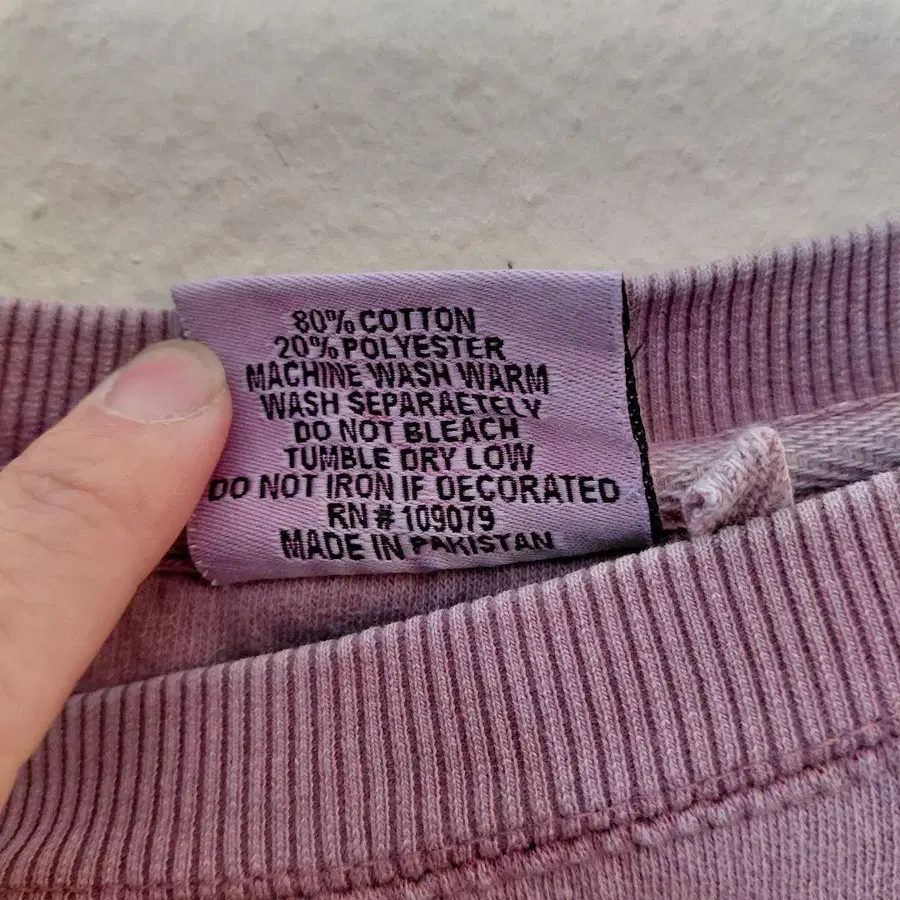 80% COTTON
20% POLYESTER
MACHINE WASH WARM
WASH SEPARAETELY
DO NOT BLEACH
TUMBLE DRY LOW
DO NOT IRON IF DECORATED
RN # 109079
MADE IN PAKISTAN